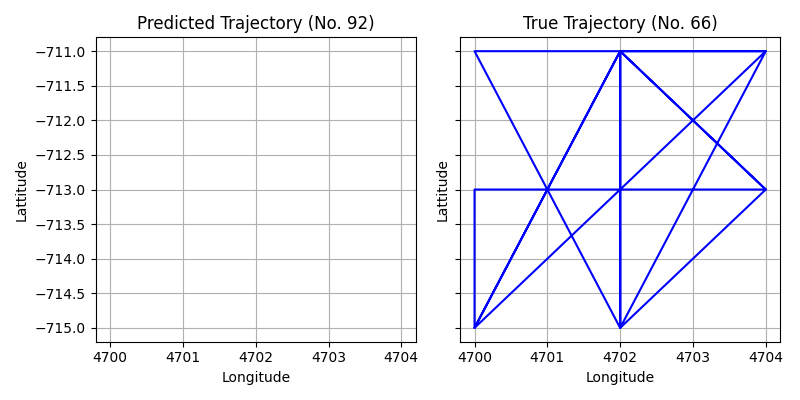 Predicted Trajectory (No. 92)
True Trajectory (No. 66)
−711.0
−711.5
−712.0
−712.5
−713.0
−713.5
−714.0
−714.5
−715.0
Lattitude
Lattitude
4700 4701 4702 4703 4704
4700 4701 4702 4703 4704
Longitude
Longitude